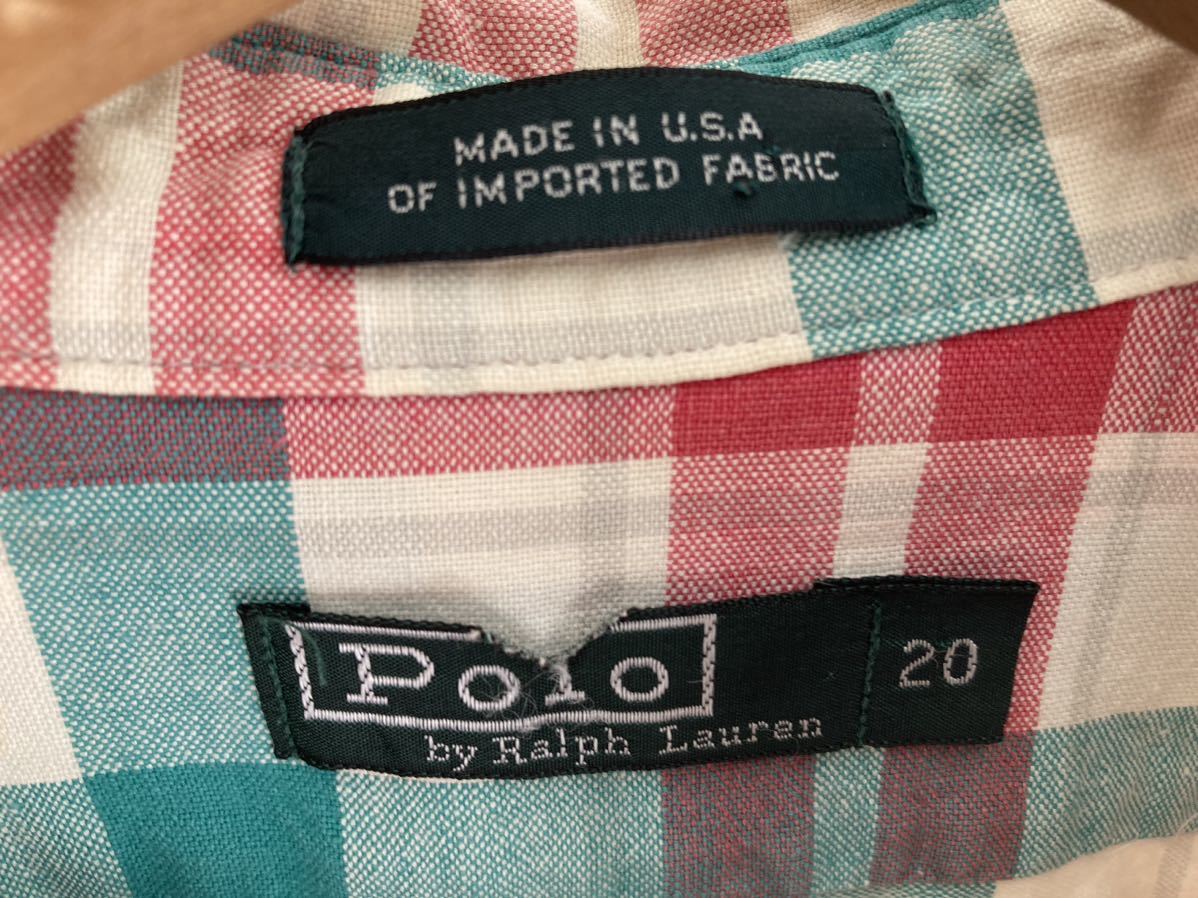 MADE IN U.S.A
OF IMPORTED FABRIC
Polo
by Ralph Lauren
20